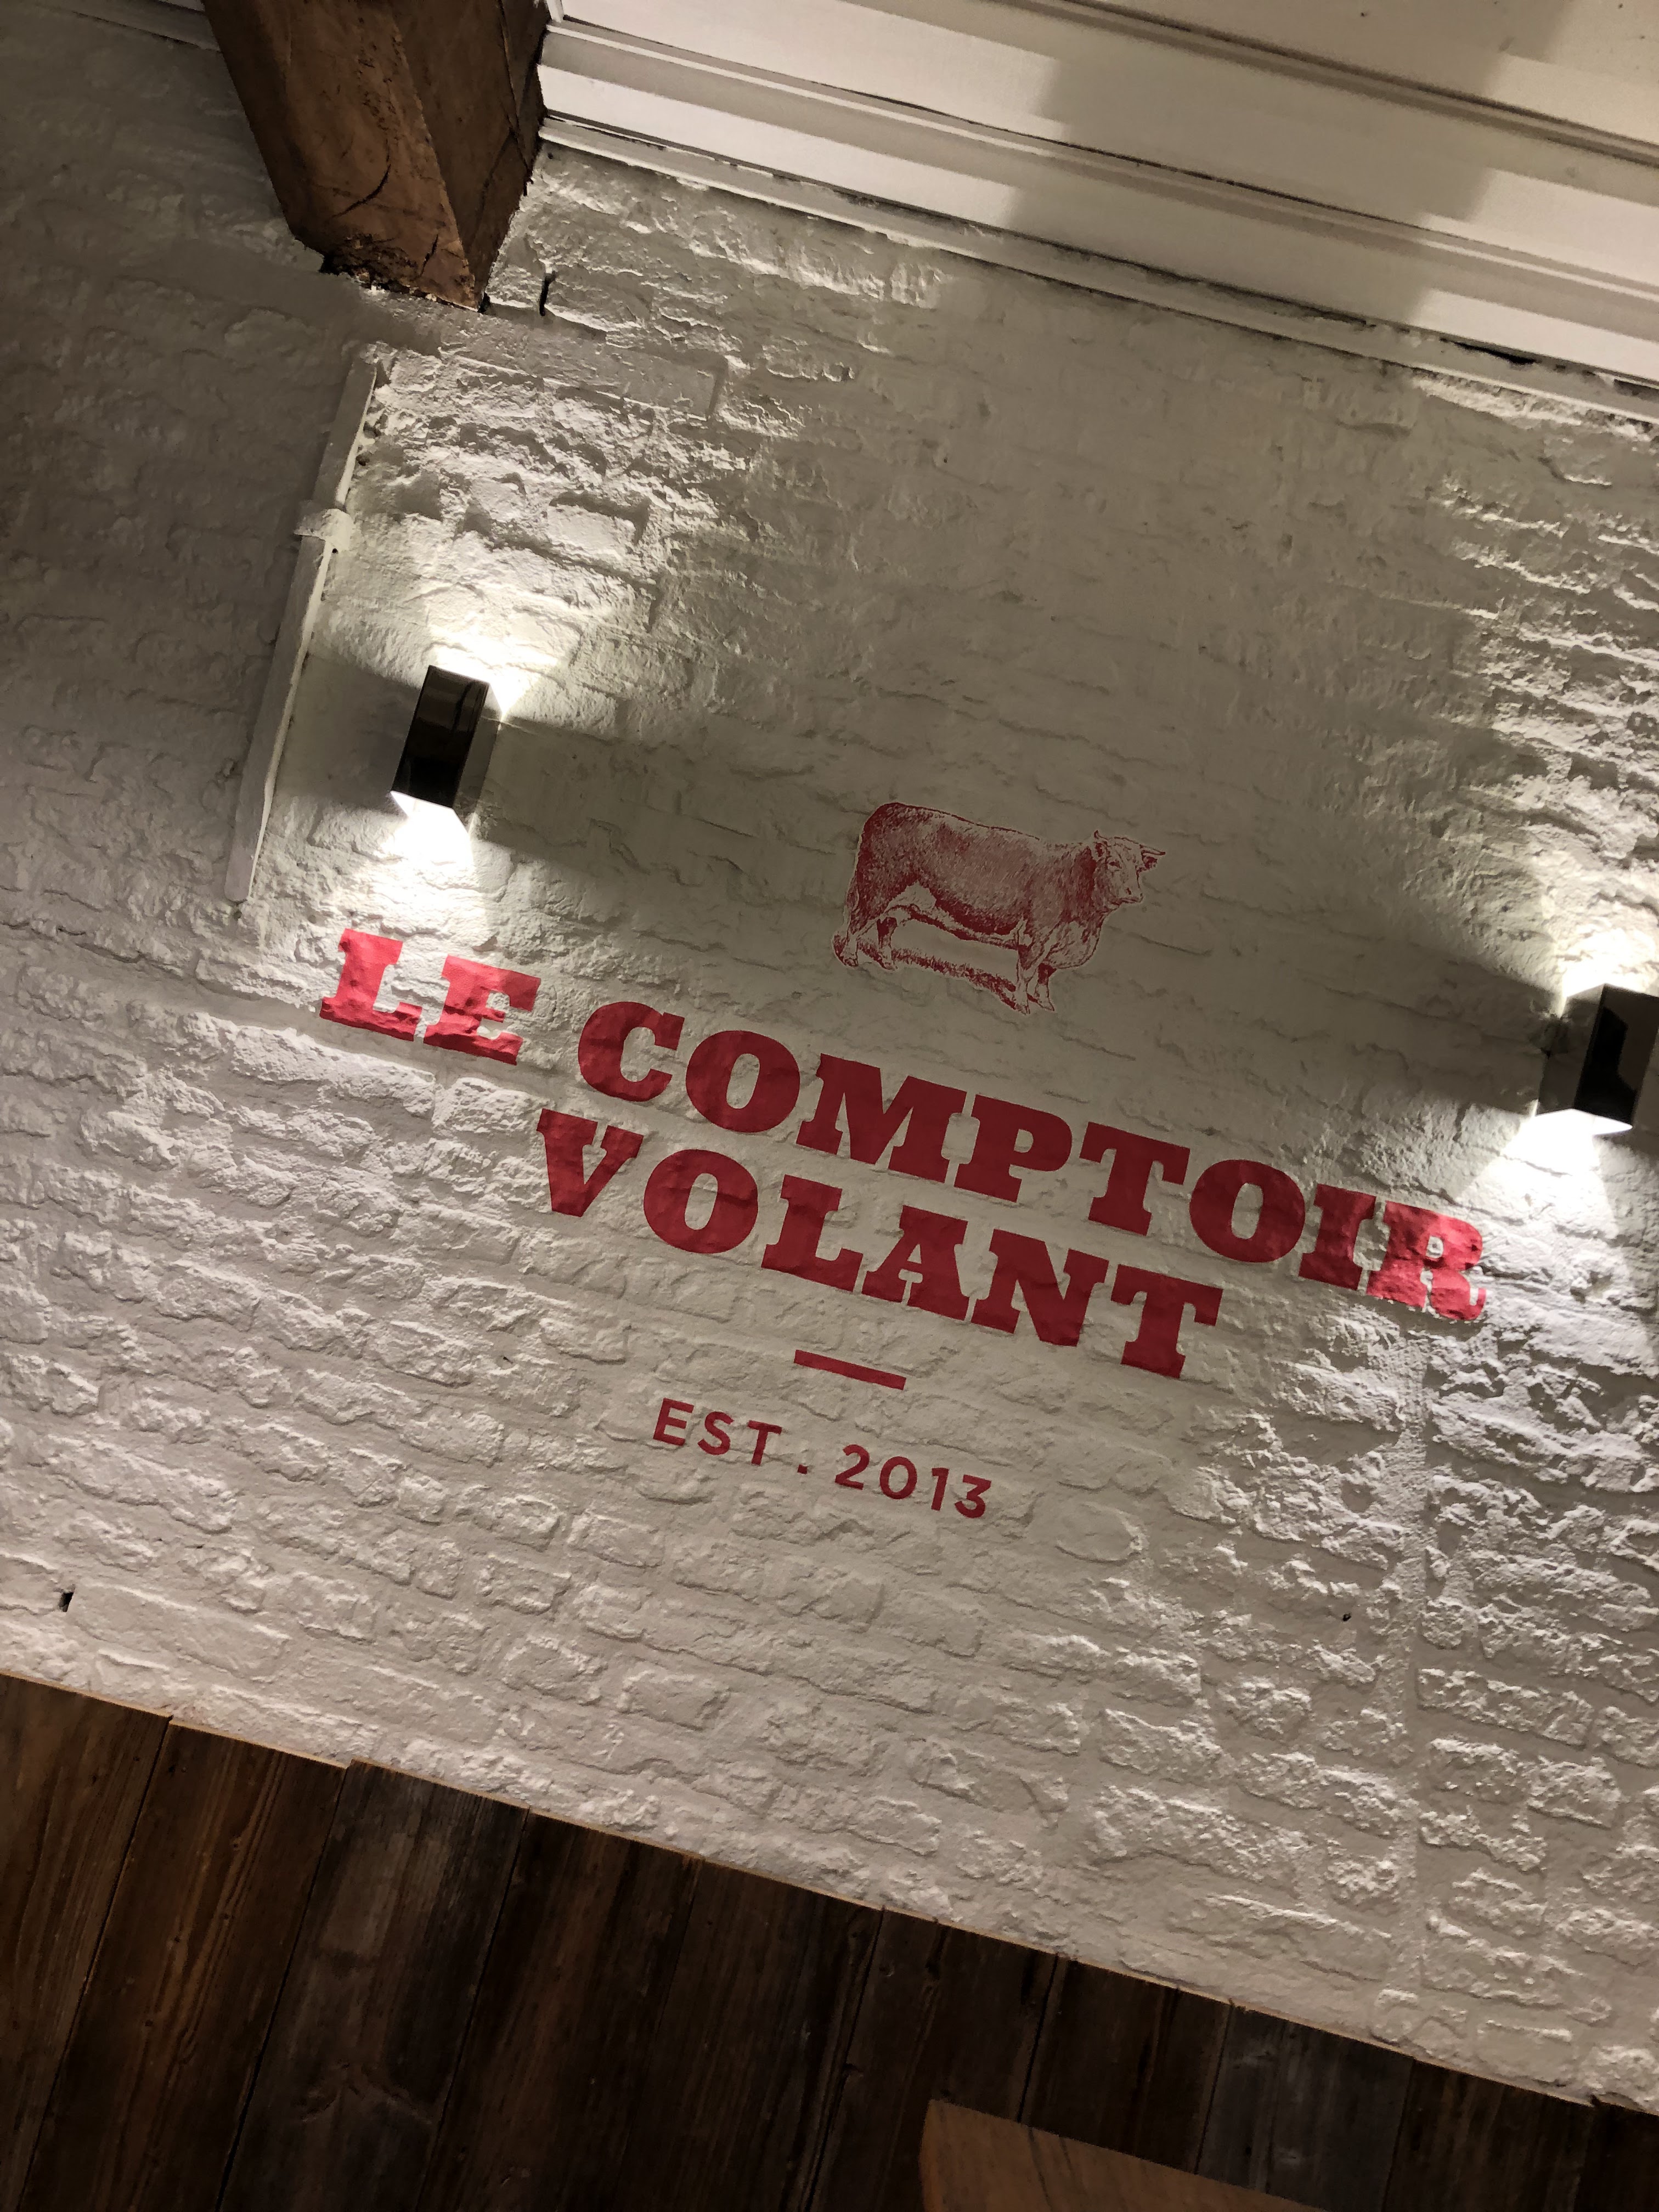 LE COMPTOIR
VOLANT
EST. 2013